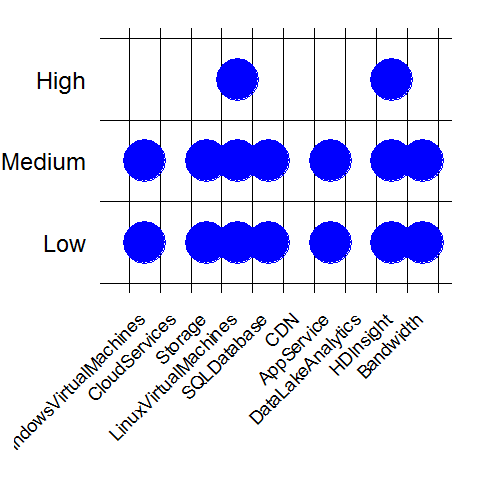 High
Medium
Low
ndowsVirtualMachines
CloudServices
Storage
LinuxVirtualMachines
SQLDatabase
CDN
AppService
DataLakeAnalytics
HDInsight
Bandwidth